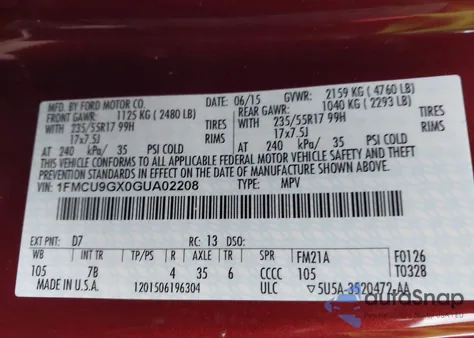 MFD. BY FORD MOTOR CO.
DATE: 06/15 GVWR: 2159 KG (4760 LB)
FRONT GAWR: 1125 KG (2480 LB) REAR GAWR: 1040 KG (2293 LB)
WITH 235/55R17 99H TIRES WITH 235/55R17 99H TIRES
17x7.5J RIMS 17x7.5J RIMS
AT 240 kPa/ 35 PSI COLD AT 240 kPa/ 35 PSI COLD
THIS VEHICLE CONFORMS TO ALL APPLICABLE FEDERAL MOTOR VEHICLE SAFETY AND THEFT
PREVENTION STANDARDS IN EFFECT ON THE DATE OF MANUFACTURE SHOWN ABOVE.
VIN: 1FMCU9GX0GUA02208 TYPE: MPV
EXT PNT: D7 RC: 13 DSO:
WB INT TR TP/PS R AXLE TR SPR FM21A F0126
105 7B 4 35 6 CCCC 105 T0328
1201506196304 ULC ▽5U5A-3520472-AA
autoSnap